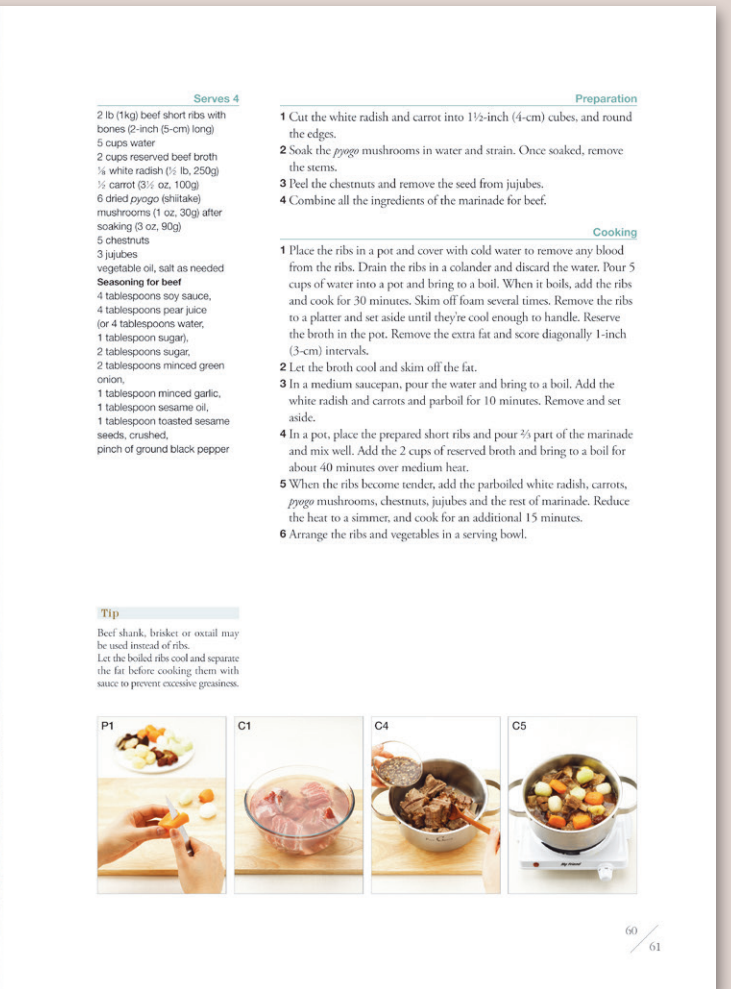 Serves 4
2 lb (1kg) beef short ribs with
bones (2-inch (5-cm) long)
5 cups water
2 cups reserved beef broth
white radish (½ lb, 250g)
½ carrot (3½ oz, 100g)
6 dried pyogo (shiitake)
mushrooms (1 oz, 30g) after
soaking (3 oz, 90g)
5 chestnuts
3 jujubes
vegetable oil, salt as needed
Seasoning for beef
4 tablespoons soy sauce,
4 tablespoons pear juice
(or 4 tablespoons water,
1 tablespoon sugar),
2 tablespoons sugar,
2 tablespoons minced green
onion,
1 tablespoon minced garlic,
1 tablespoon sesame oil,
1 tablespoon toasted sesame
seeds, crushed,
pinch of ground black pepper
Preparation
1 Cut the white radish and carrot into 1½-inch (4-cm) cubes, and round
the edges.
2 Soak the pyogo mushrooms in water and strain. Once soaked, remove
the stems.
3 Peel the chestnuts and remove the seed from jujubes.
4 Combine all the ingredients of the marinade for beef.
Cooking
1 Place the ribs in a pot and cover with cold water to remove any blood
from the ribs. Drain the ribs in a colander and discard the water. Pour 5
cups of water into a pot and bring to a boil. When it boils, add the ribs
and cook for 30 minutes. Skim off foam several times. Remove the ribs
to a platter and set aside until they're cool enough to handle. Reserve
the broth in the pot. Remove the extra fat and score diagonally 1-inch
(3-cm) intervals.
2 Let the broth cool and skim off the fat.
3 In a medium saucepan, pour the water and bring to a boil. Add the
white radish and carrots and parboil for 10 minutes. Remove and set
aside.
4 In a pot, place the prepared short ribs and pour ⅔ part of the marinade
and mix well. Add the 2 cups of reserved broth and bring to a boil for
about 40 minutes over medium heat.
5 When the ribs become tender, add the parboiled white radish, carrots,
pyogo mushrooms, chestnuts, jujubes and the rest of marinade. Reduce
the heat to a simmer, and cook for an additional 15 minutes.
6 Arrange the ribs and vegetables in a serving bowl.
Tip
Beef shank, brisket or oxtail may
be used instead of ribs.
Let the boiled ribs cool and separate
the fat before cooking them with
sauce to prevent excessive greasiness.
P1
C1
C4
C5
60
61